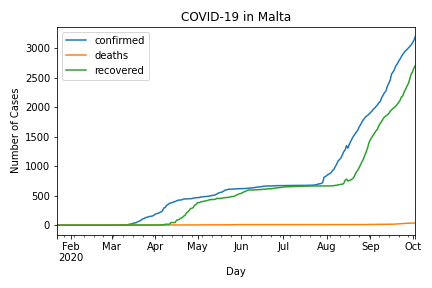 COVID-19 in Malta
confirmed
deaths
recovered
Number of Cases
3000
2500
2000
1500
1000
500
0
Feb Mar Apr May Jun Jul Aug Sep Oct
2020
Day